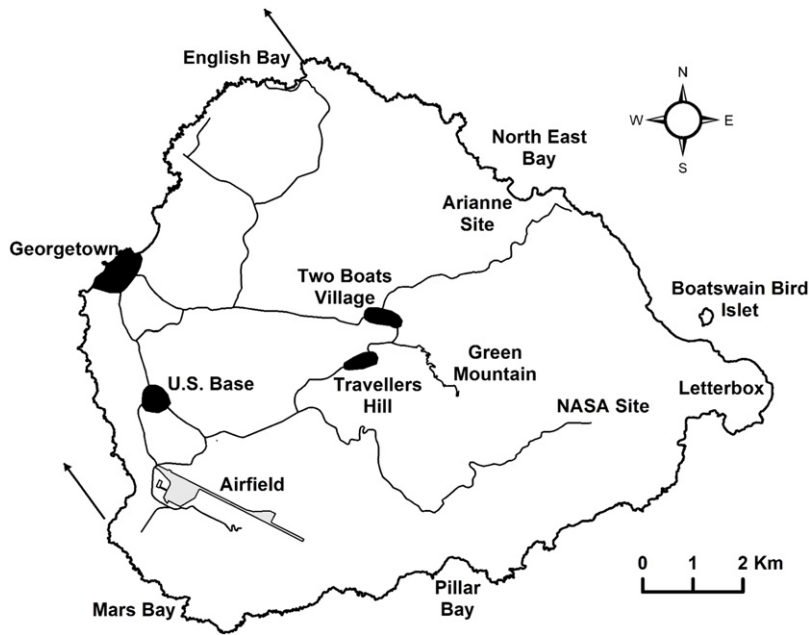 English Bay
N
W
E
S
North East
Bay
Arianne
Site
Georgetown
Two Boats
Village
Boatswain Bird
Islet
Green
Mountain
U.S. Base
Travellers
Hill
Letterbox
NASA Site
Airfield
0 1 2 Km
Pillar
Bay
Mars Bay